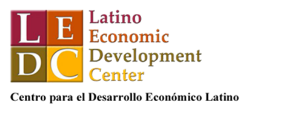 L E
D C
Latino
Economic
Development
Center
Centro para el Desarrollo Económico Latino